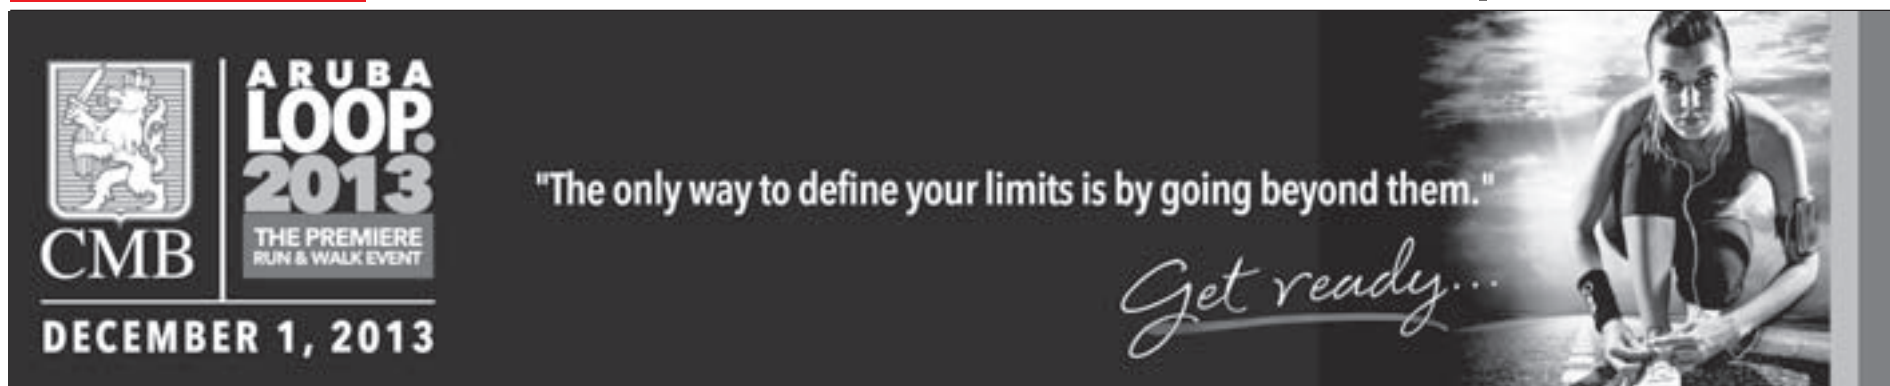 CMB
ARUBA
LOOP.
2013
THE PREMIERE
RUN & WALK EVENT
DECEMBER 1, 2013
"The only way to define your limits is by going beyond them."
Get ready...